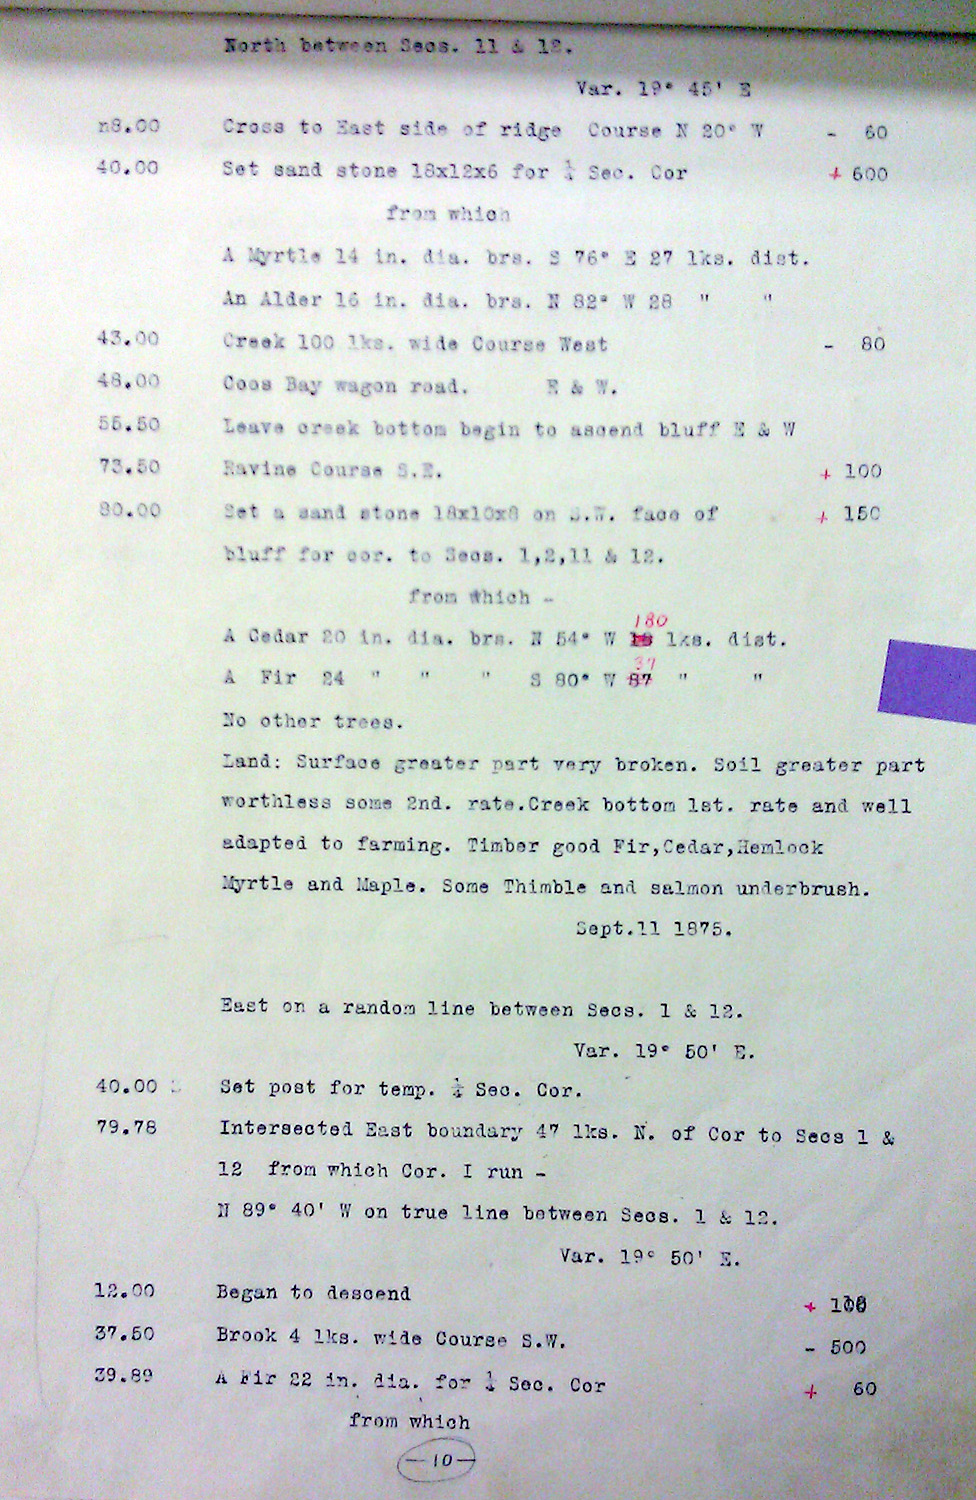 North between Secs. 11 & 12.
Var. 19° 45' E
n8.00 Cross to East side of ridge Course N 20° W - 60
40.00 Set sand stone 18x12x6 for ¼ Sec. Cor + 600
from which
A Myrtle 14 in. dia. brs. S 76° E 27 lks. dist.
An Alder 16 in. dia. brs. N 82° W 28 " "
43.00 Creek 100 lks. wide Course West - 80
48.00 Coos Bay wagon road. E & W.
55.50 Leave creek bottom begin to ascend bluff E & W
73.50 Ravine Course S.E. + 100
80.00 Set a sand stone 18x10x8 on S.W. face of + 150
bluff for cor. to Secs. 1,2,11 & 12.
from which -
180
A Cedar 20 in. dia. brs. N 54° W lks. dist.
37
A Fir 24 " " " S 80° W 87 " "
No other trees.
Land: Surface greater part very broken. Soil greater part
worthless some 2nd. rate.Creek bottom 1st. rate and well
adapted to farming. Timber good Fir,Cedar,Hemlock
Myrtle and Maple. Some Thimble and salmon underbrush.
Sept.11 1875.
East on a random line between Secs. 1 & 12.
Var. 19° 50' E.
40.00 Set post for temp. ¼ Sec. Cor.
79.78 Intersected East boundary 47 lks. N. of Cor to Secs 1 &
12 from which Cor. I run -
N 89° 40' W on true line between Secs. 1 & 12.
Var. 19° 50' E.
12.00 Began to descend +
37.50 Brook 4 lks. wide Course S.W. - 500
39.89 A Fir 22 in. dia. for ¼ Sec. Cor + 60
from which
-10-